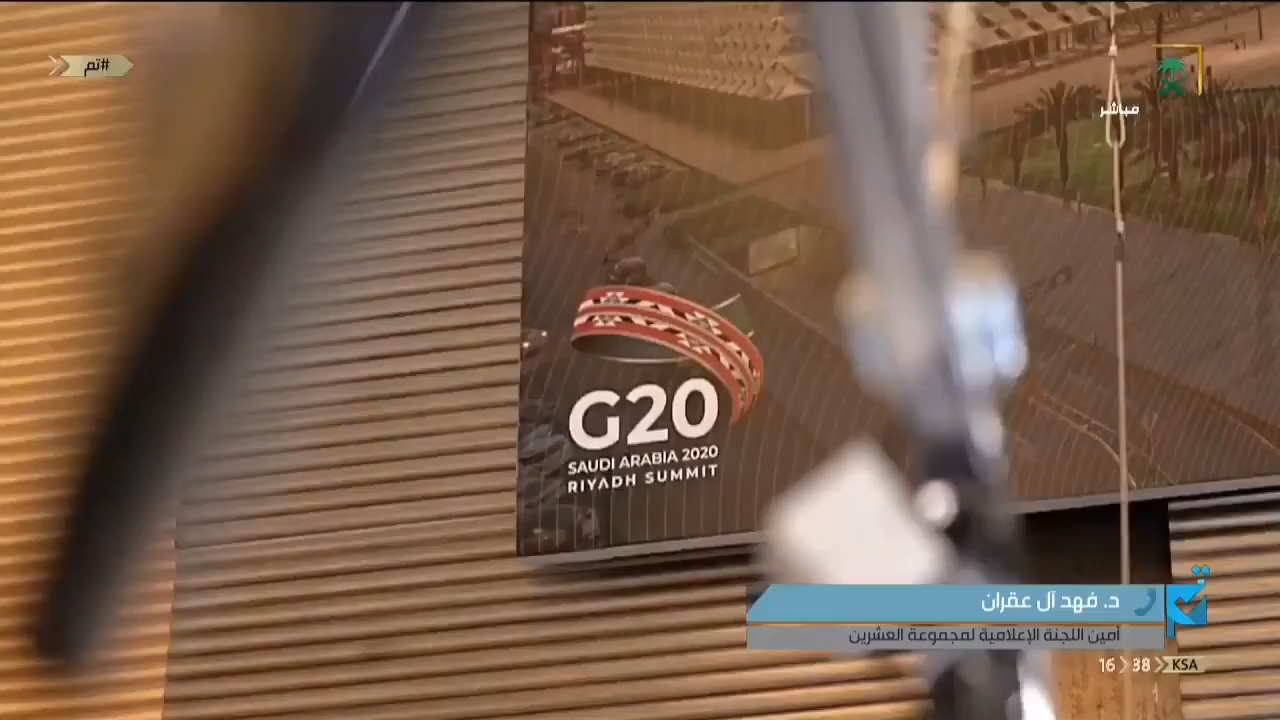 #تم
مباشر
G20
SAUDI ARABIA 2020
RIYADH SUMMIT
د. فهد آل عقران
أمين اللجنة الإعلامية لمجموعة العشرين
16 38 KSA